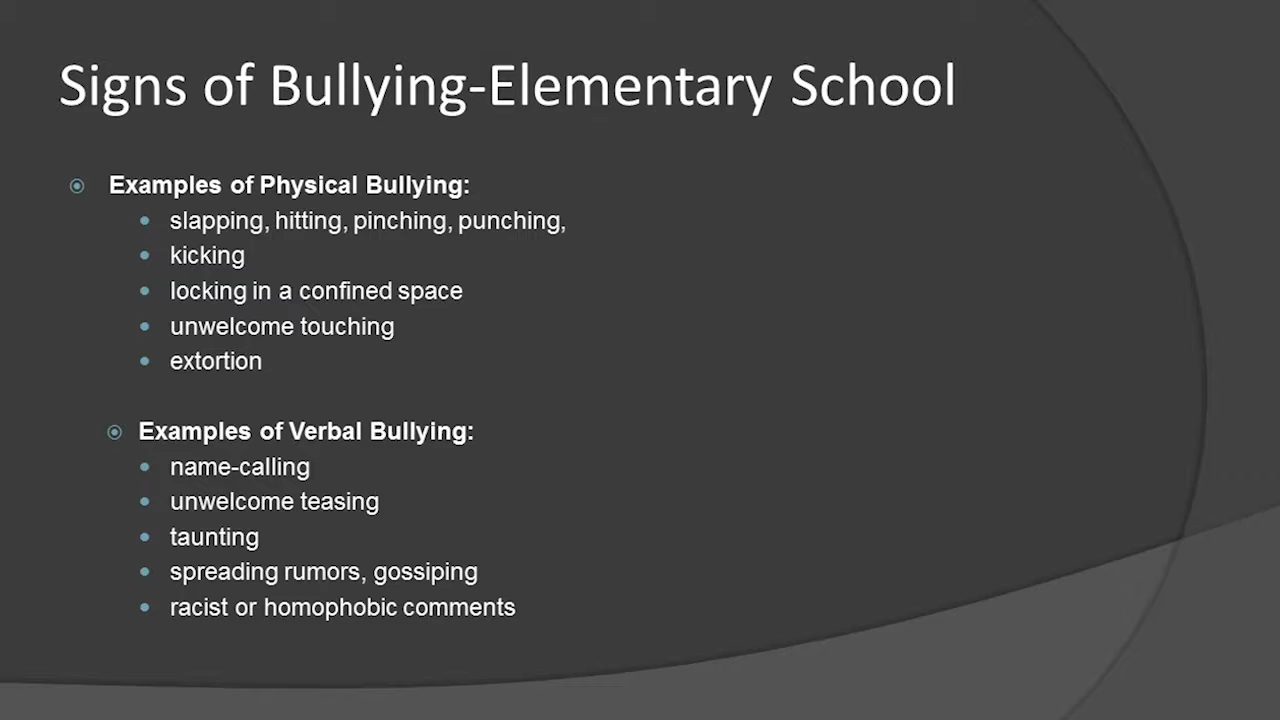 Signs of Bullying-Elementary School
Examples of Physical Bullying:
slapping, hitting, pinching, punching,
kicking
locking in a confined space
unwelcome touching
extortion
Examples of Verbal Bullying:
name-calling
unwelcome teasing
taunting
spreading rumors, gossiping
racist or homophobic comments